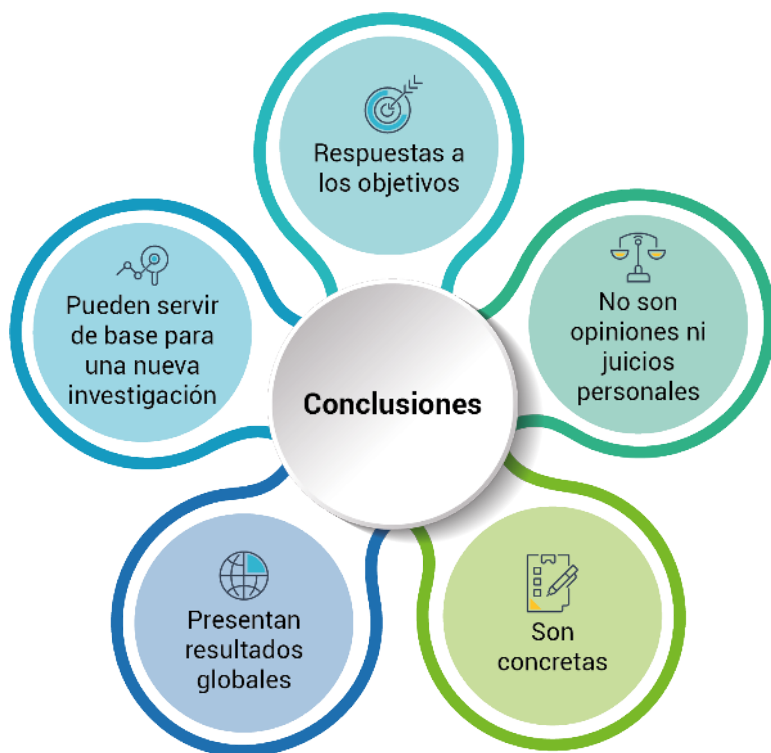 Respuestas a
los objetivos
No son
opiniones ni
juicios
personales
Son
concretas
Presentan
resultados
globales
Pueden servir
de base para
una nueva
investigación
Conclusiones